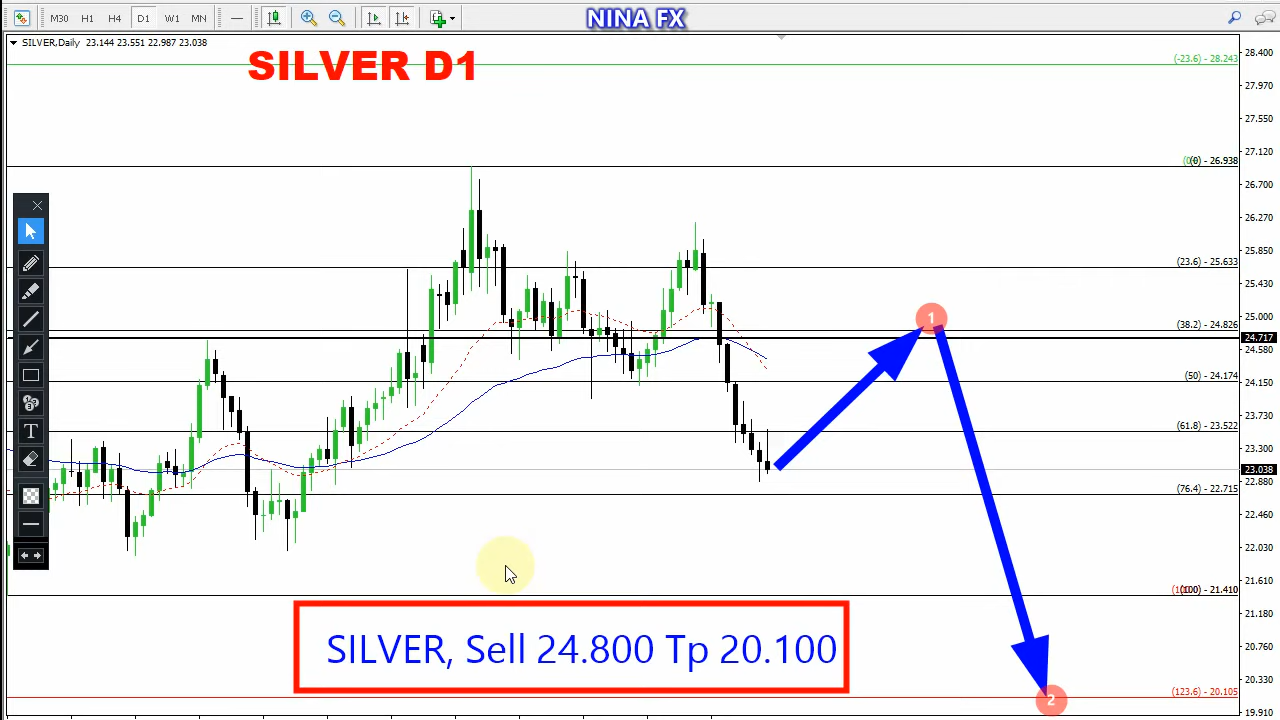 M30 H1 H4 D1 W1 MN
NINA FX
SILVER,Daily 23.144 23.551 22.987 23.038
SILVER D1
(-23.6) - 28.243
(0) - 26.938
(23.6) - 25.633
(38.2) - 24.826
(50) - 24.174
(61.8) - 23.522
(76.4) - 22.715
(100) - 21.410
(123.6) - 20.105
28.400
27.970
27.550
27.120
26.700
26.270
25.850
25.430
25.000
24.717
24.580
24.150
23.730
23.300
23.038
22.880
22.460
22.030
21.610
21.180
20.760
20.330
19.910
1
2
T
SILVER, Sell 24.800 Tp 20.100